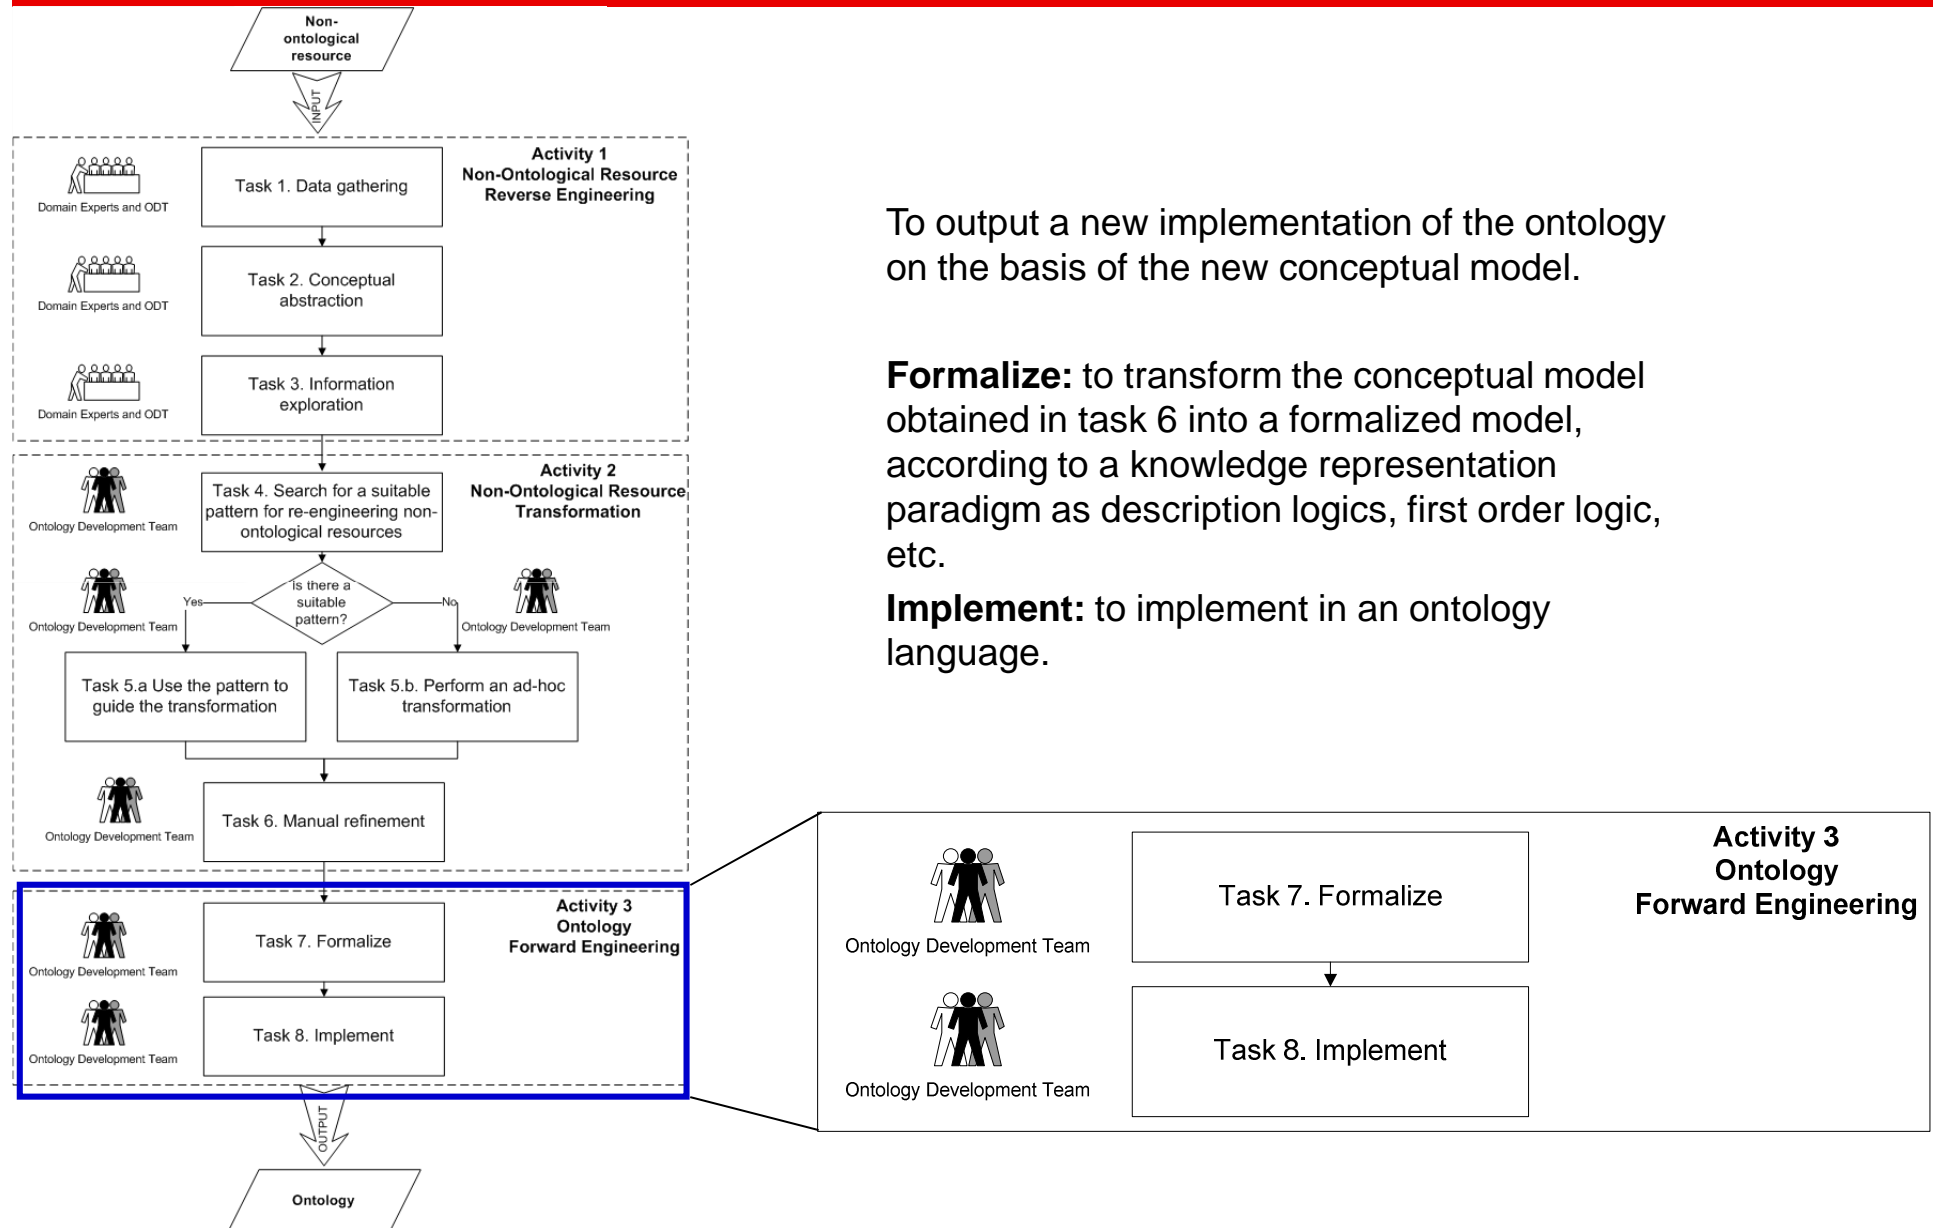 Non-
ontological
resource
INPUT
Activity 1
Non-Ontological Resource
Reverse Engineering
Task 1. Data gathering
Domain Experts and ODT
Task 2. Conceptual
abstraction
Domain Experts and ODT
Task 3. Information
exploration
Domain Experts and ODT
Activity 2
Non-Ontological Resource
Transformation
Task 4. Search for a suitable
pattern for re-engineering non-
ontological resources
Ontology Development Team
is there a
suitable
pattern?
Yes
No
Ontology Development Team
Ontology Development Team
Task 5.a Use the pattern to
guide the transformation
Task 5.b. Perform an ad-hoc
transformation
Task 6. Manual refinement
Ontology Development Team
Activity 3
Ontology
Forward Engineering
Task 7. Formalize
Ontology Development Team
Task 8. Implement
Ontology Development Team
OUTPUT
Ontology
To output a new implementation of the ontology
on the basis of the new conceptual model.
Formalize: to transform the conceptual model
obtained in task 6 into a formalized model,
according to a knowledge representation
paradigm as description logics, first order logic,
etc.
Implement: to implement in an ontology
language.
Activity 3
Ontology
Forward Engineering
Task 7. Formalize
Ontology Development Team
Task 8. Implement
Ontology Development Team